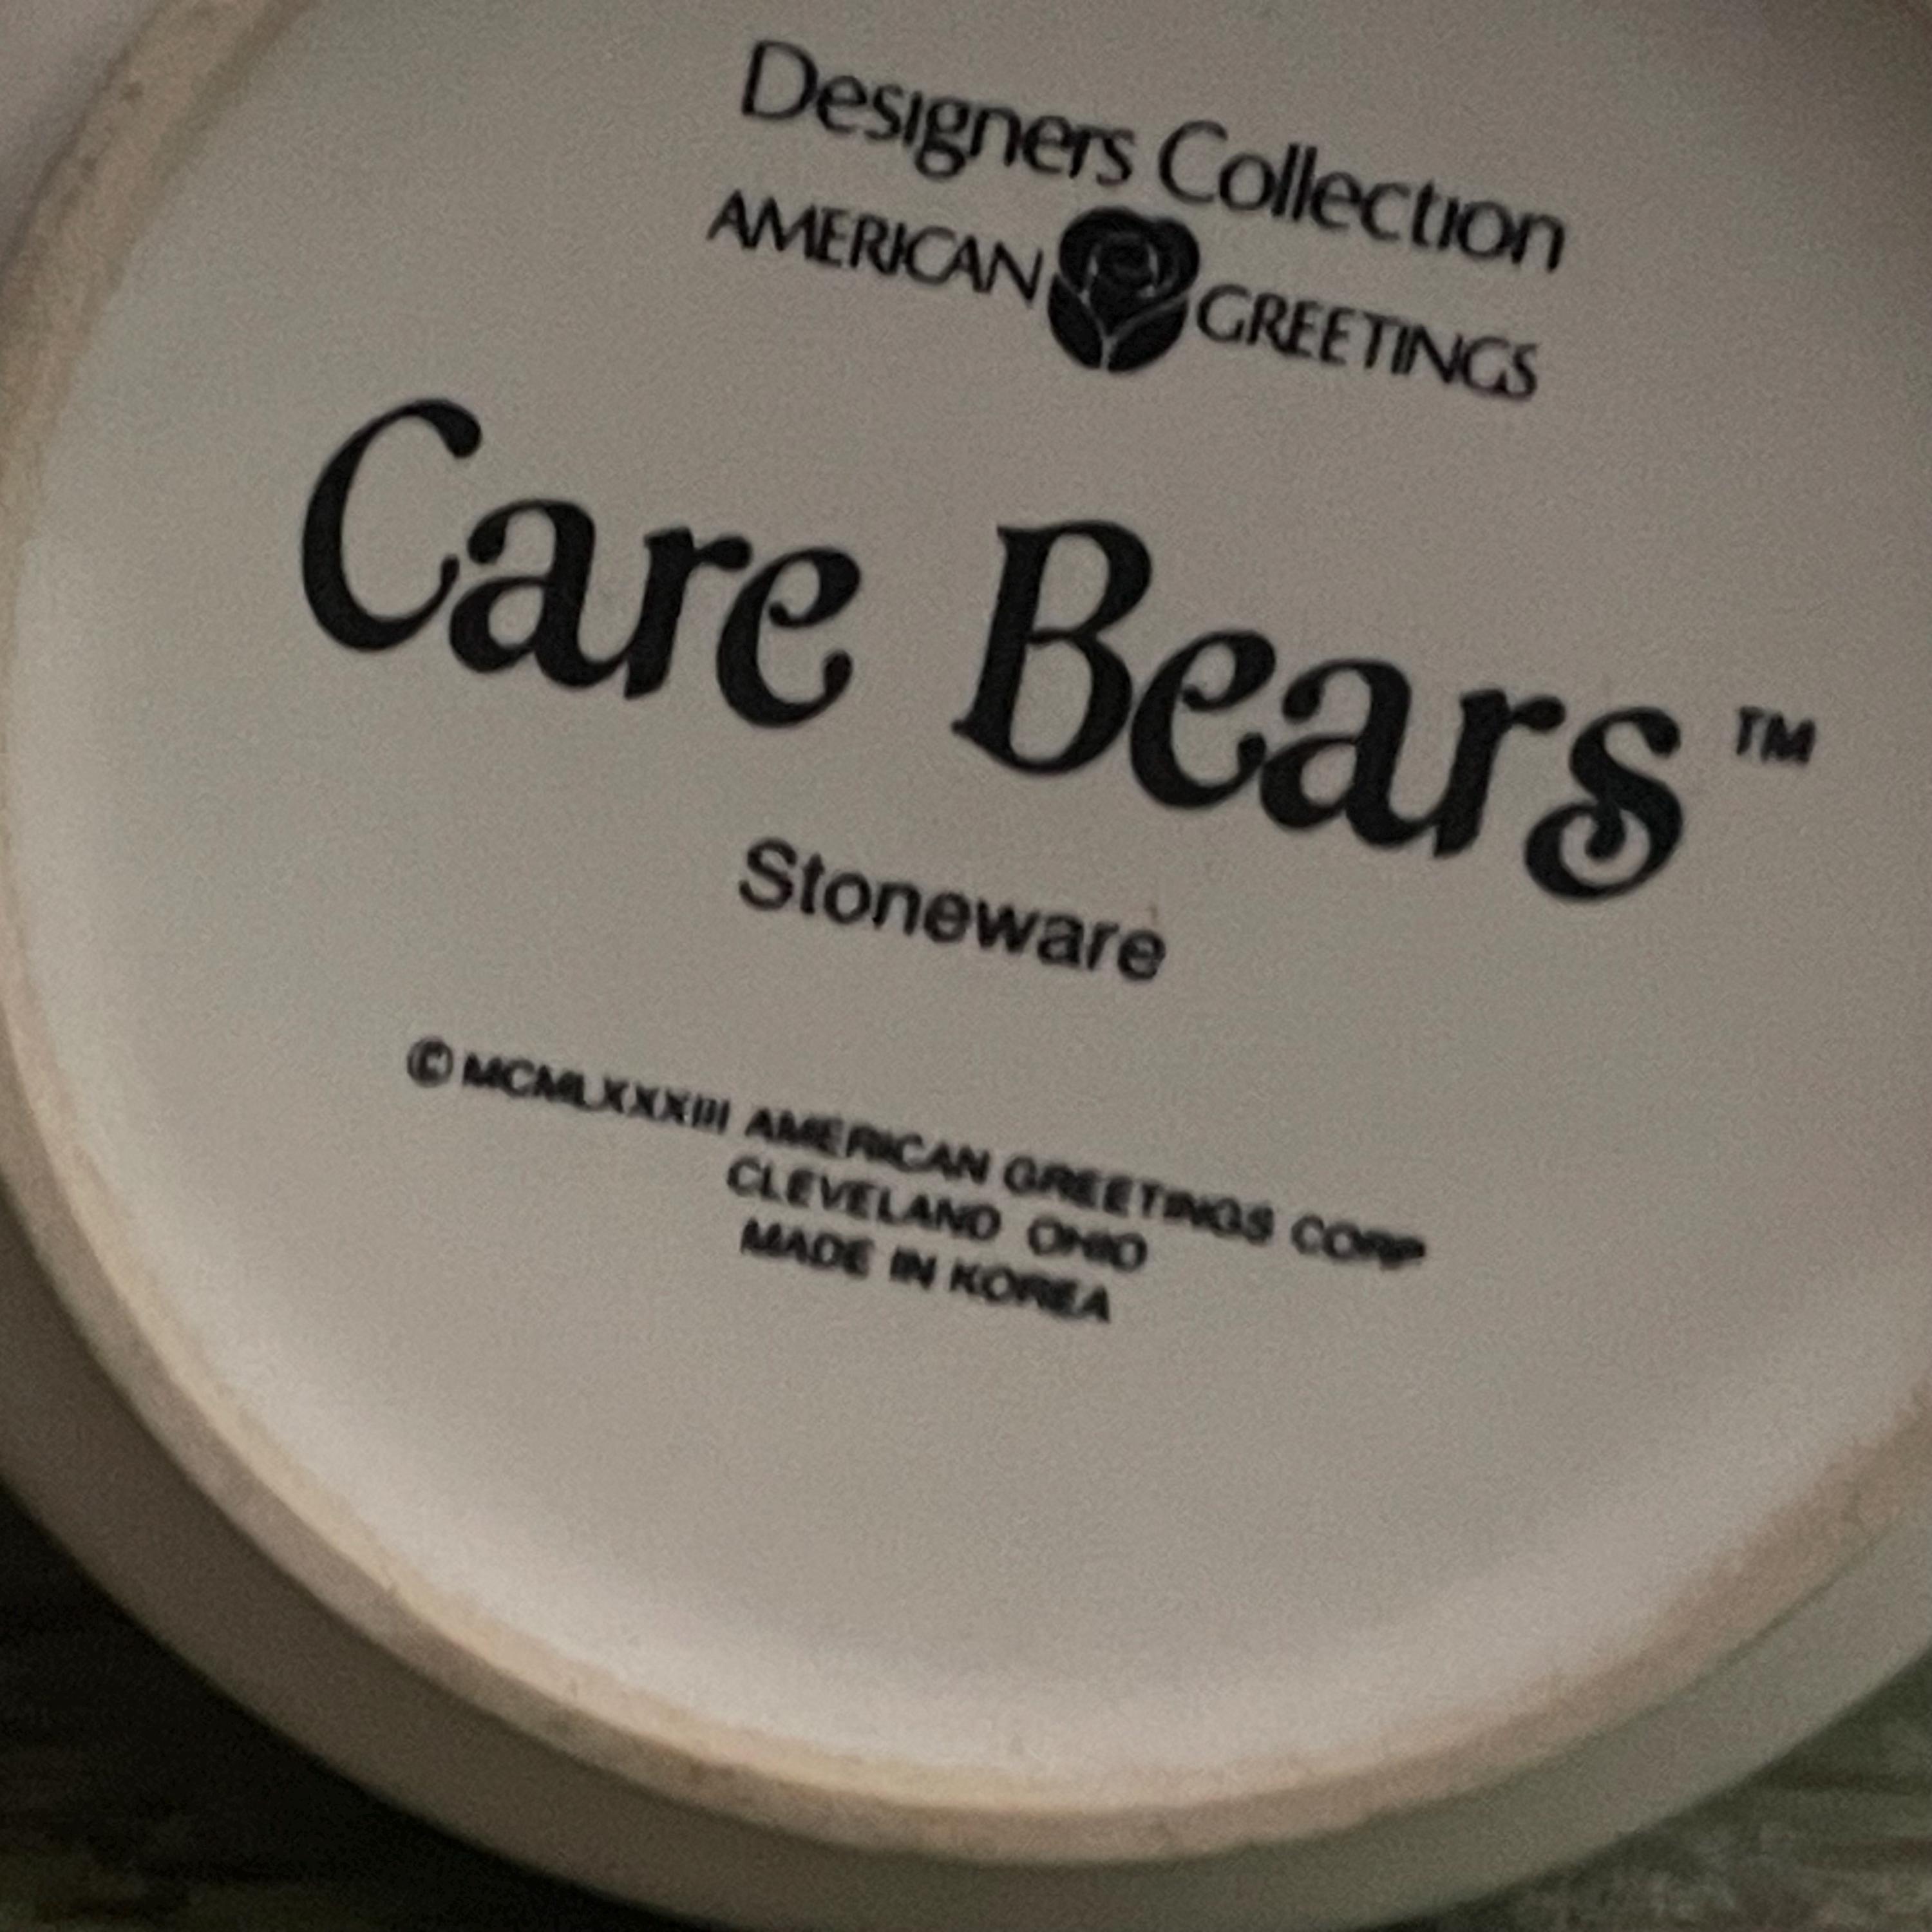 Designers Collection
AMERICAN GREETINGS
Care Bears™
Stoneware
© MCMLXXXIII AMERICAN GREETINGS CORP
CLEVELAND OHIO
MADE IN KOREA